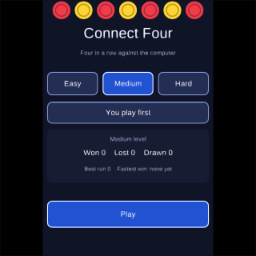 Connect Four
Four in a row against the computer
Easy Medium Hard
You play first
Medium level
Won 0 Lost 0 Drawn 0
Best run 0 Fastest win: none yet
Play